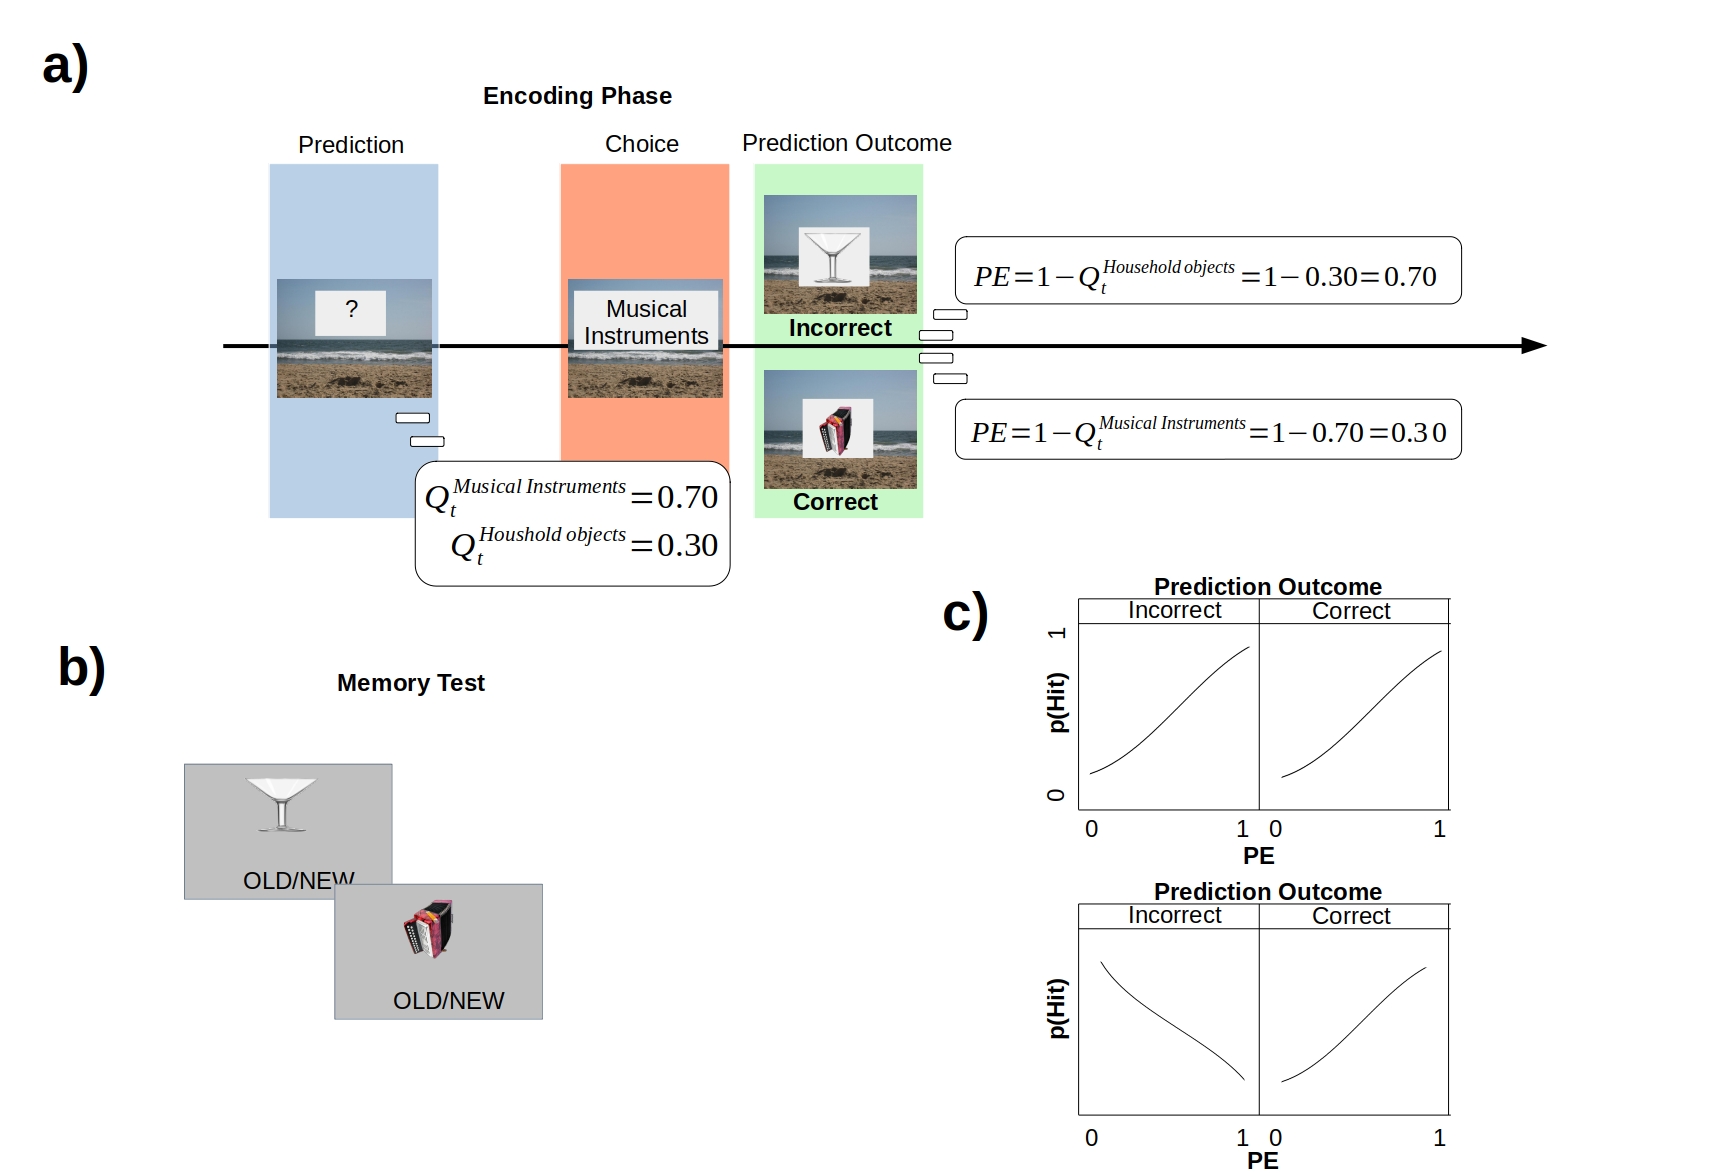 a)
Encoding Phase
Prediction
Choice
Prediction Outcome
?
Musical
Instruments
Incorrect
Correct
PE=1−Q_t^{Household objects}=1−0.30=0.70
PE=1−Q_t^{Musical Instruments}=1−0.70=0.30
Q_t^{Musical Instruments}=0.70
Q_t^{Houshold objects}=0.30
b)
Memory Test
OLD/NEW
OLD/NEW
c)
Prediction Outcome
Incorrect Correct
1
p(Hit)
0
0 1 0 1
PE
Prediction Outcome
Incorrect Correct
p(Hit)
0 1 0 1
PE